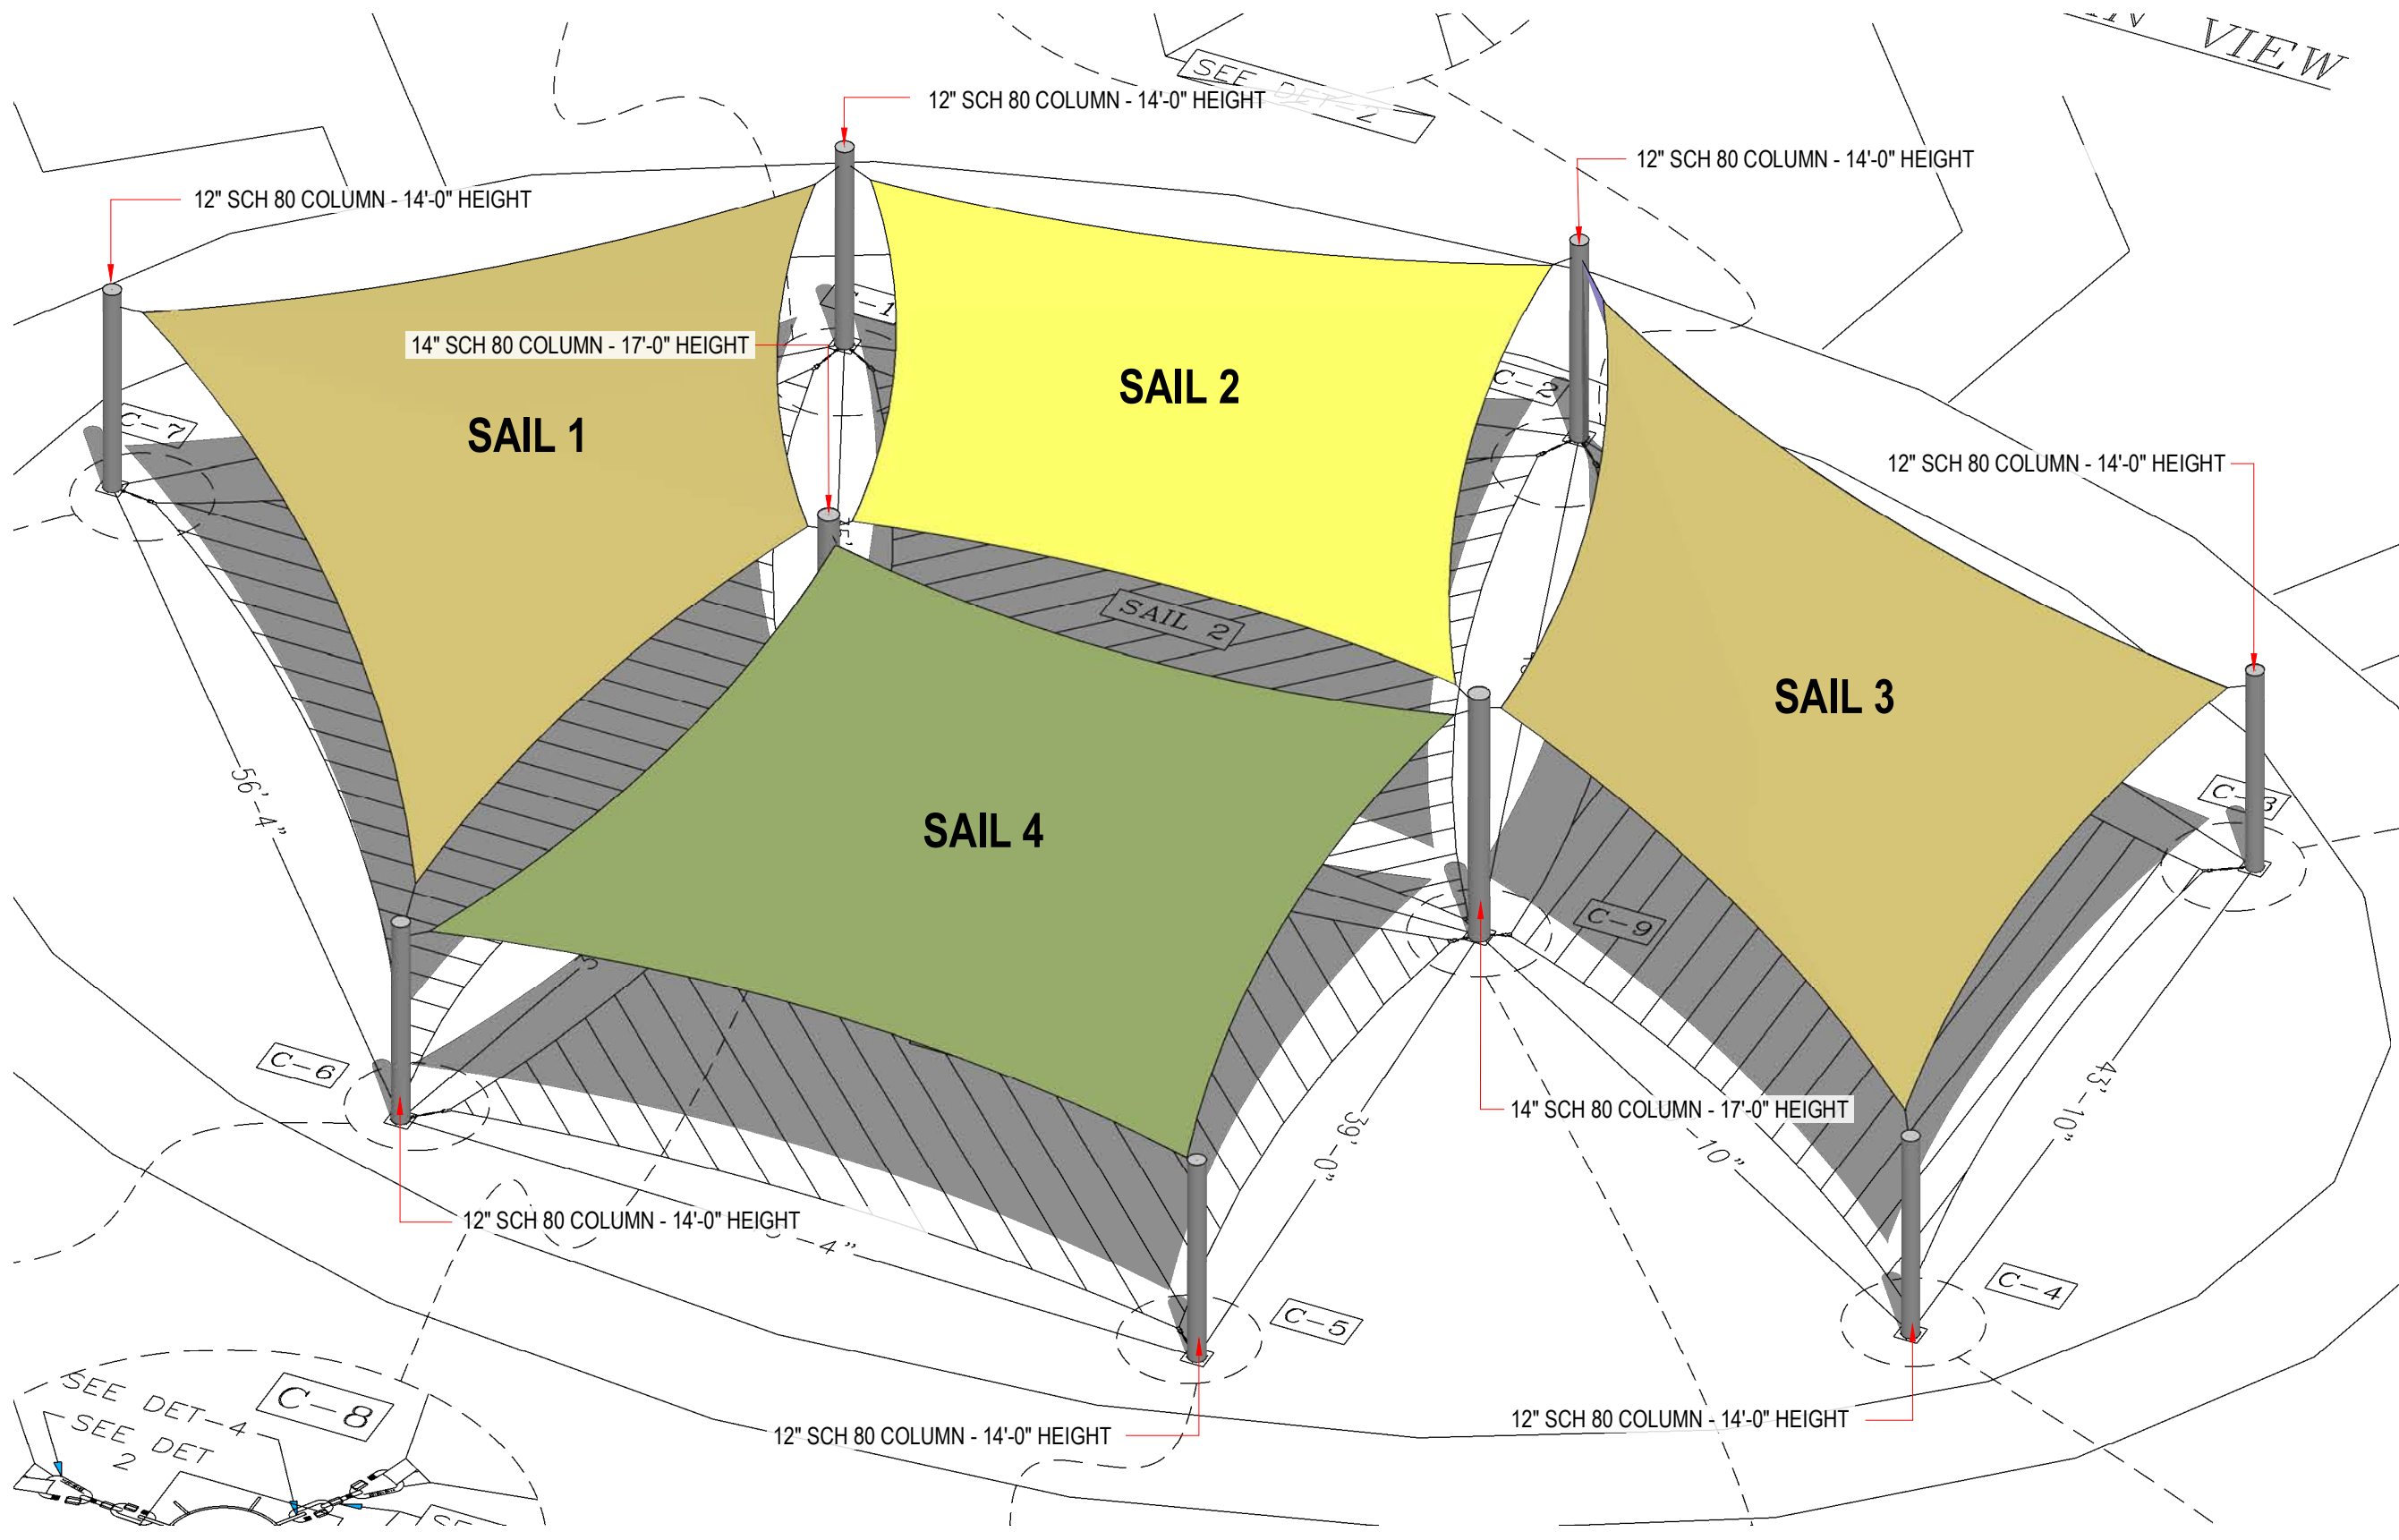 VIEW
SEE DET-2
12" SCH 80 COLUMN - 14'-0" HEIGHT
12" SCH 80 COLUMN - 14'-0" HEIGHT
12" SCH 80 COLUMN - 14'-0" HEIGHT
14" SCH 80 COLUMN - 17'-0" HEIGHT
C-2
SAIL 2
SAIL 1
C-7
12" SCH 80 COLUMN - 14'-0" HEIGHT
SAIL 2
SAIL 3
56'-4"
C-3
SAIL 4
C-9
C-6
43'-10"
14" SCH 80 COLUMN - 17'-0" HEIGHT
39'-0"
10"
12" SCH 80 COLUMN - 14'-0" HEIGHT
-4"
C-4
C-5
SEE DET-4
C-8
SEE DET
2
12" SCH 80 COLUMN - 14'-0" HEIGHT
12" SCH 80 COLUMN - 14'-0" HEIGHT